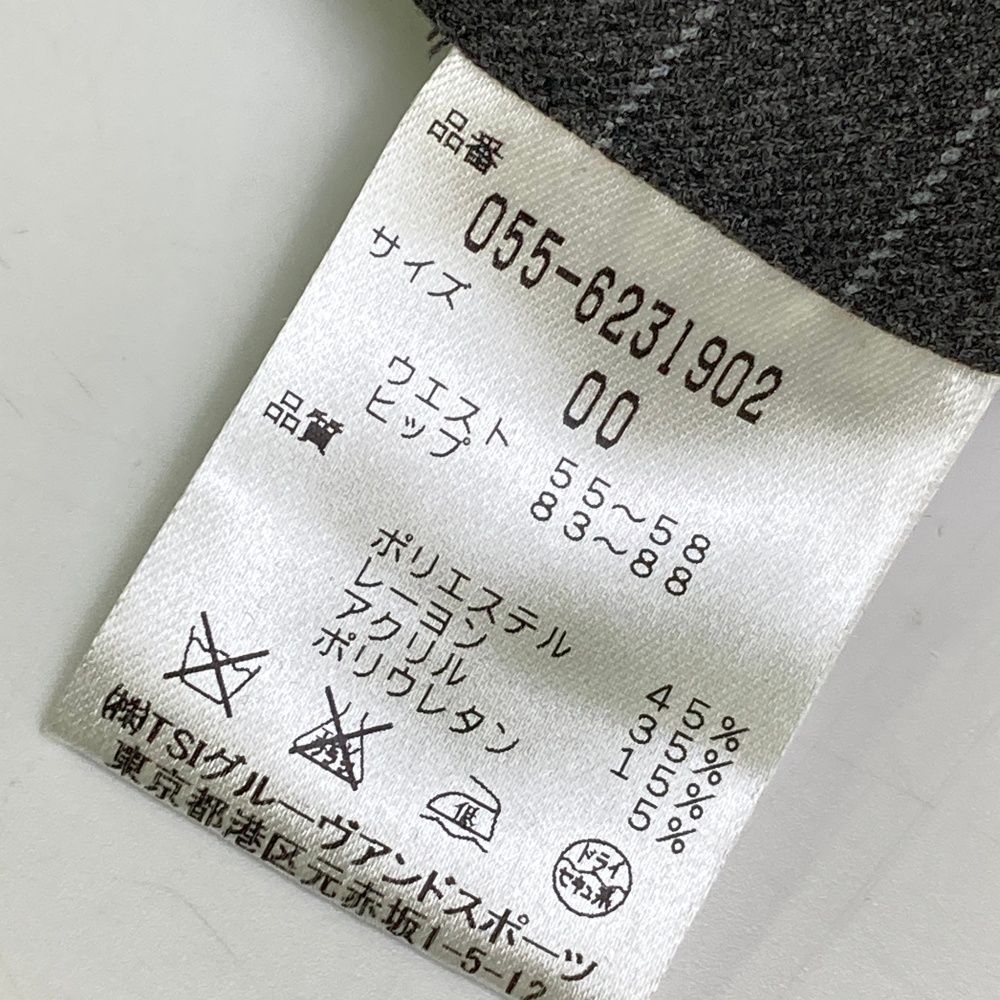 品番
055-6231902
サイズ
00
ウエスト 55～58
ヒップ 83～88
品質
ポリエステル 45%
レーヨン 35%
アクリル 15%
ポリウレタン 5%
低
ドライ
セキュ系
㈱TSIグルーヴアンドスポーツ
東京都港区元赤坂1-5-12